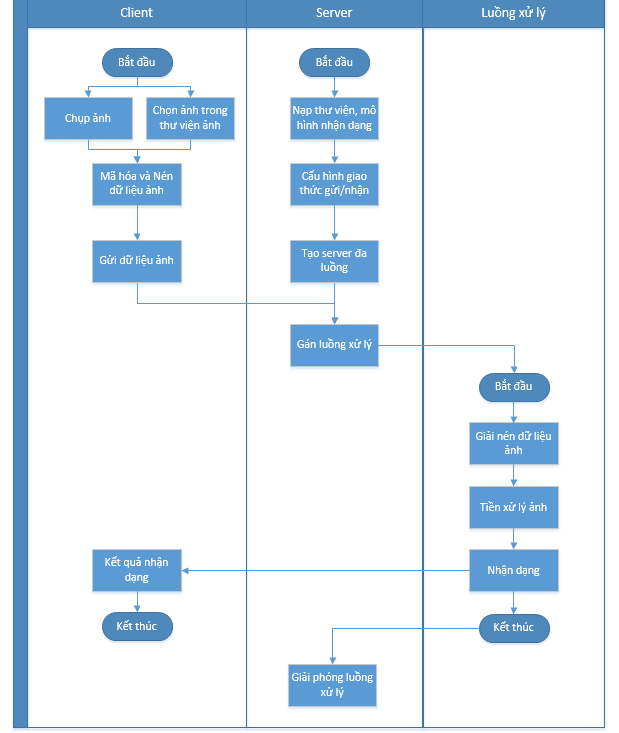 Client
Server
Luồng xử lý
Bắt đầu
Bắt đầu
Chụp ảnh
Chọn ảnh trong
thư viện ảnh
Nạp thư viện, mô
hình nhận dạng
Mã hóa và Nén
dữ liệu ảnh
Cấu hình giao
thức gửi/nhận
Gửi dữ liệu ảnh
Tạo server đa
luồng
Gán luồng xử lý
Bắt đầu
Giải nén dữ liệu
ảnh
Tiền xử lý ảnh
Kết quả nhận
dạng
Nhận dạng
Kết thúc
Kết thúc
Giải phóng luồng
xử lý